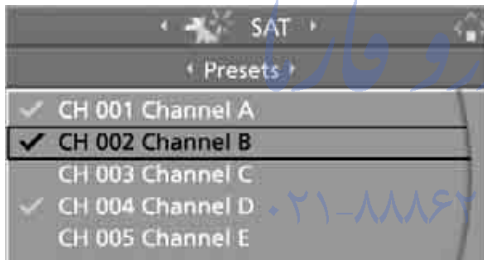 SAT
Presets
CH 001 Channel A
CH 002 Channel B
CH 003 Channel C
CH 004 Channel D
CH 005 Channel E